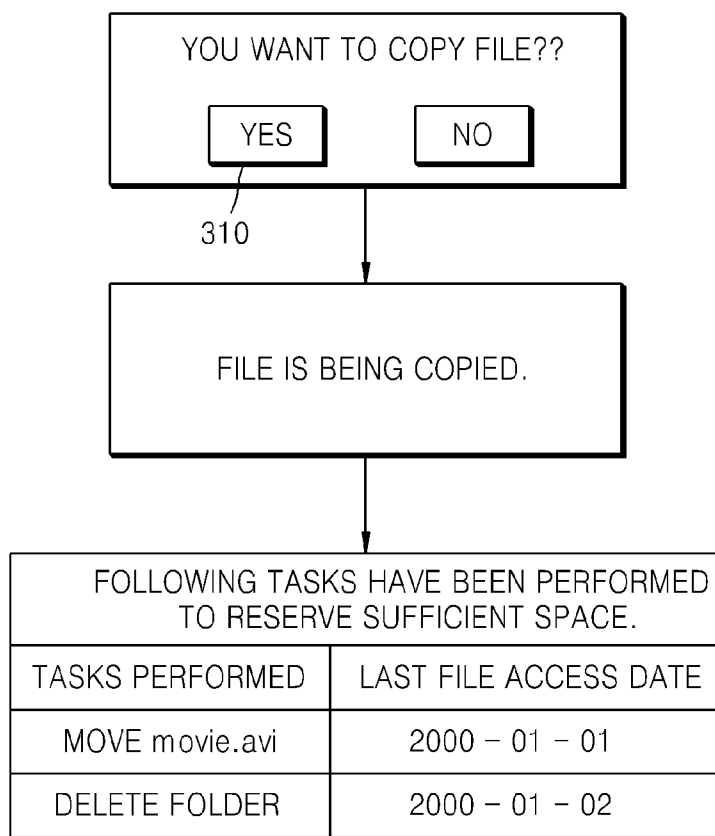 YOU WANT TO COPY FILE??
YES NO
310
FILE IS BEING COPIED.
FOLLOWING TASKS HAVE BEEN PERFORMED
TO RESERVE SUFFICIENT SPACE.
TASKS PERFORMED LAST FILE ACCESS DATE
MOVE movie.avi 2000 - 01 - 01
DELETE FOLDER 2000 - 01 - 02